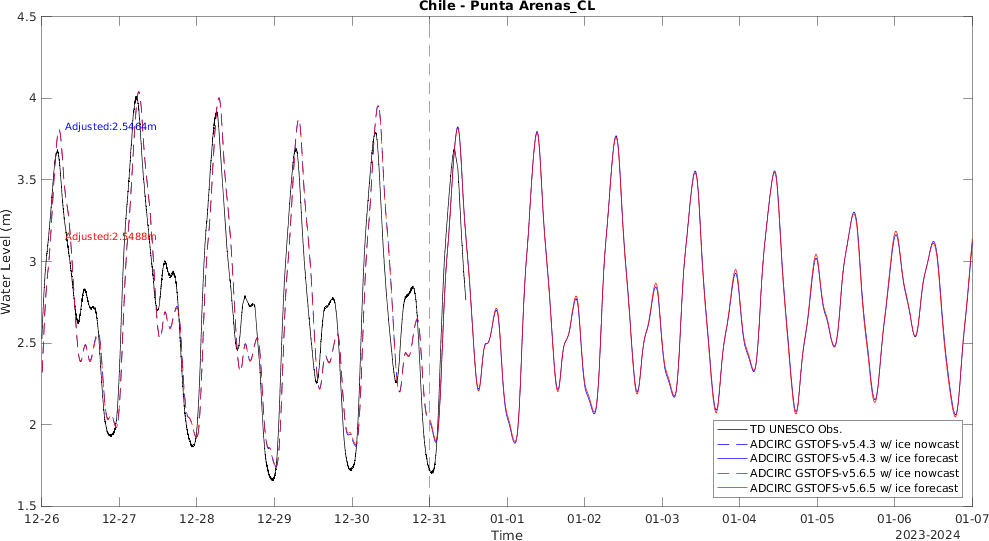 Chile - Punta Arenas_CL
4.5
4
3.5
3
2.5
2
1.5
Water Level (m)
Adjusted:2.5464m
Adjusted:2.5488m
TD UNESCO Obs.
ADCIRC GSTOFS-v5.4.3 w/ ice nowcast
ADCIRC GSTOFS-v5.4.3 w/ ice forecast
ADCIRC GSTOFS-v5.6.5 w/ ice nowcast
ADCIRC GSTOFS-v5.6.5 w/ ice forecast
12-26 12-27 12-28 12-29 12-30 12-31 01-01 01-02 01-03 01-04 01-05 01-06 01-07
Time
2023-2024